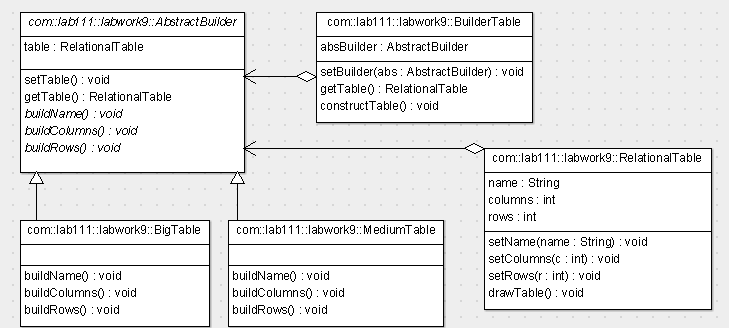 com::lab111::labwork9::AbstractBuilder
table : RelationalTable
setTable() : void
getTable() : RelationalTable
buildName() : void
buildColumns() : void
buildRows() : void
com::lab111::labwork9::BuilderTable
absBuilder : AbstractBuilder
setBuilder(abs : AbstractBuilder) : void
getTable() : RelationalTable
constructTable() : void
com::lab111::labwork9::RelationalTable
name : String
columns : int
rows : int
setName(name : String) : void
setColumns(c : int) : void
setRows(r : int) : void
drawTable() : void
com::lab111::labwork9::BigTable
buildName() : void
buildColumns() : void
buildRows() : void
com::lab111::labwork9::MediumTable
buildName() : void
buildColumns() : void
buildRows() : void